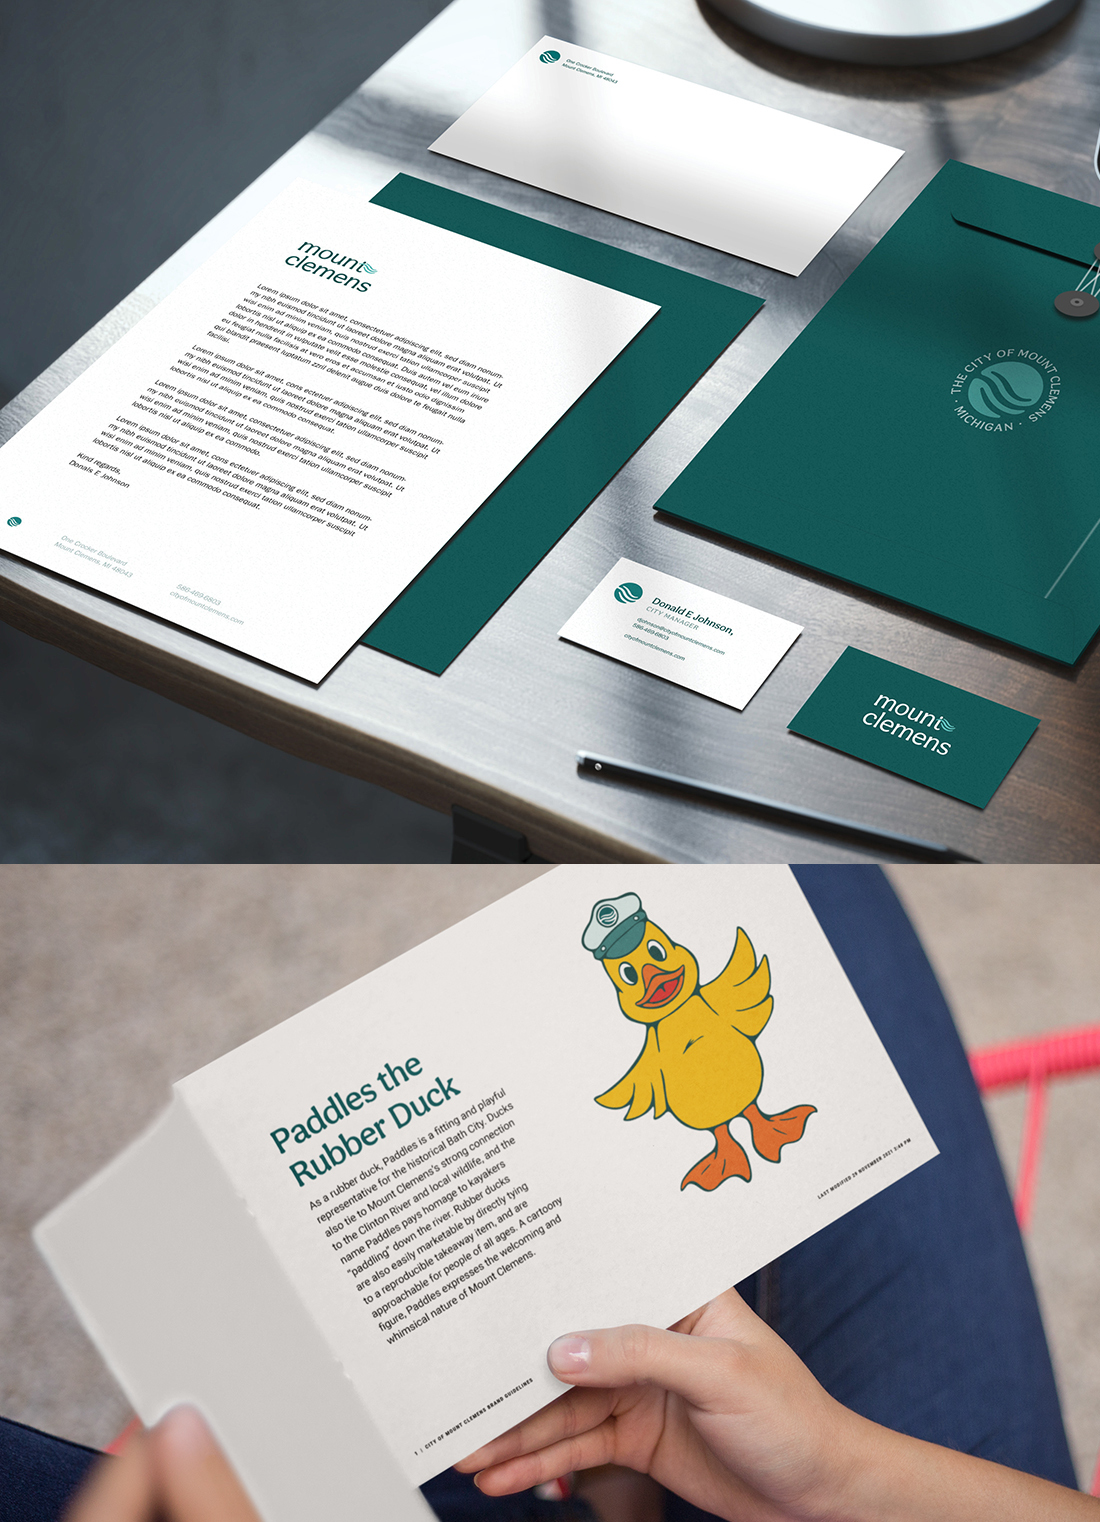 One Crocker Boulevard
Mount Clemens, MI 48043
mount
clemens
Lorem ipsum dolor sit amet, consectetuer adipiscing elit, sed diam nonum-
my nibh euismod tincidunt ut laoreet dolore magna aliquam erat volutpat. Ut
wisi enim ad minim veniam, quis nostrud exerci tation ullamcorper suscipit
lobortis nisl ut aliquip ex ea commodo consequat. Duis autem vel eum iriure
dolor in hendrerit in vulputate velit esse molestie consequat, vel illum dolore
eu feugiat nulla facilisis at vero eros et accumsan et iusto odio dignissim
qui blandit praesent luptatum zzril delenit augue duis dolore te feugait nulla
facilisi.
Lorem ipsum dolor sit amet, cons ectetuer adipiscing elit, sed diam nonum-
my nibh euismod tincidunt ut laoreet dolore magna aliquam erat volutpat. Ut
wisi enim ad minim veniam, quis nostrud exerci tation ullamcorper suscipit
lobortis nisl ut aliquip ex ea commodo consequat.
Lorem ipsum dolor sit amet, consectetuer adipiscing elit, sed diam nonum-
my nibh euismod tincidunt ut laoreet dolore magna aliquam erat volutpat. Ut
wisi enim ad minim veniam, quis nostrud exerci tation ullamcorper suscipit
lobortis nisl ut aliquip ex ea commodo.
Lorem ipsum dolor sit amet, cons ectetuer adipiscing elit, sed diam nonum-
my nibh euismod tincidunt ut laoreet dolore magna aliquam erat volutpat. Ut
wisi enim ad minim veniam, quis nostrud exerci tation ullamcorper suscipit
lobortis nisl ut aliquip ex ea commodo consequat.
Kind regards,
Donals E Johnson
One Crocker Boulevard
Mount Clemens, MI 48043
586-469-6803
cityofmountclemens.com
· THE CITY OF MOUNT CLEMENS ·
MICHIGAN
Donald E Johnson,
CITY MANAGER
djohnson@cityofmountclemens.com
586-469-6803
cityofmountclemens.com
mount
clemens
Paddles the
Rubber Duck
As a rubber duck, Paddles is a fitting and playful
representative for the historical Bath City. Ducks
also tie to Mount Clemens's strong connection
to the Clinton River and local wildlife, and the
name Paddles pays homage to kayakers
"paddling" down the river. Rubber ducks
are also easily marketable by directly tying
to a reproducible takeaway item, and are
approachable for people of all ages. A cartoony
figure, Paddles expresses the welcoming and
whimsical nature of Mount Clemens.
1 | CITY OF MOUNT CLEMENS BRAND GUIDELINES
LAST MODIFIED 29 NOVEMBER 2021 2:46 PM